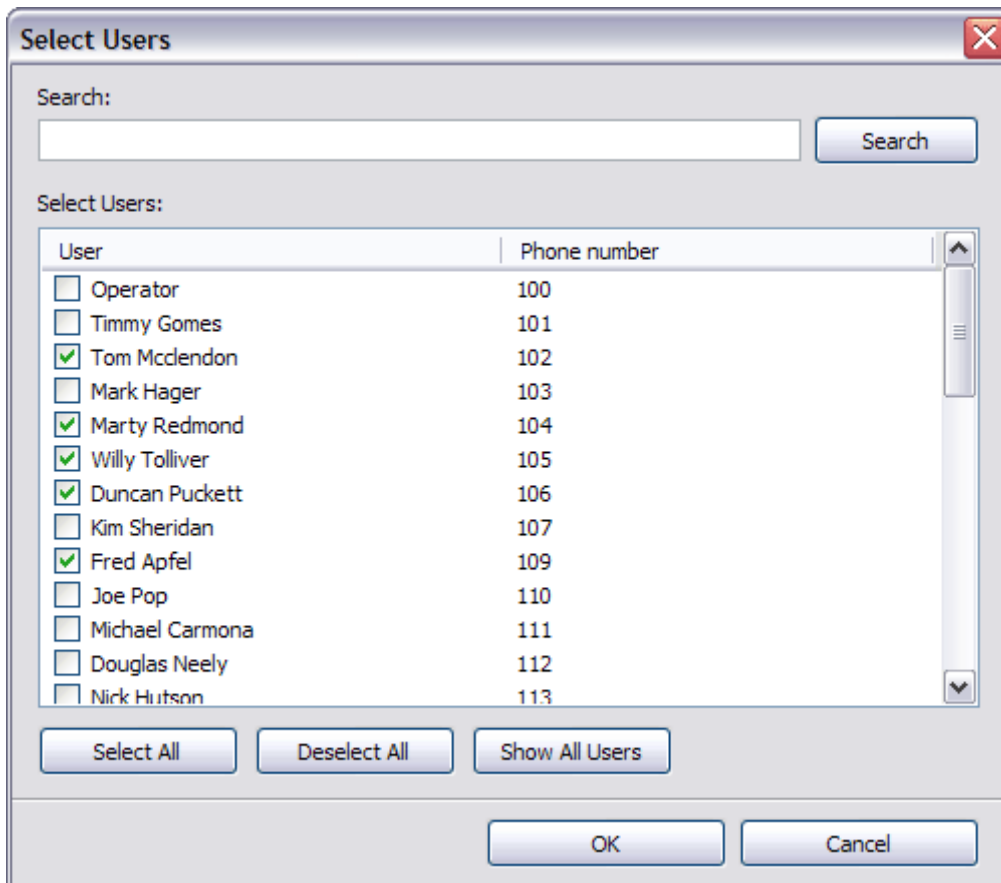 Select Users
Search:
Search
Select Users:
User Phone number
Operator 100
Timmy Gomes 101
Tom Mcclendon 102
Mark Hager 103
Marty Redmond 104
Willy Tolliver 105
Duncan Puckett 106
Kim Sheridan 107
Fred Apfel 109
Joe Pop 110
Michael Carmona 111
Douglas Neely 112
Nick Hutson 113
Select All Deselect All Show All Users
OK Cancel